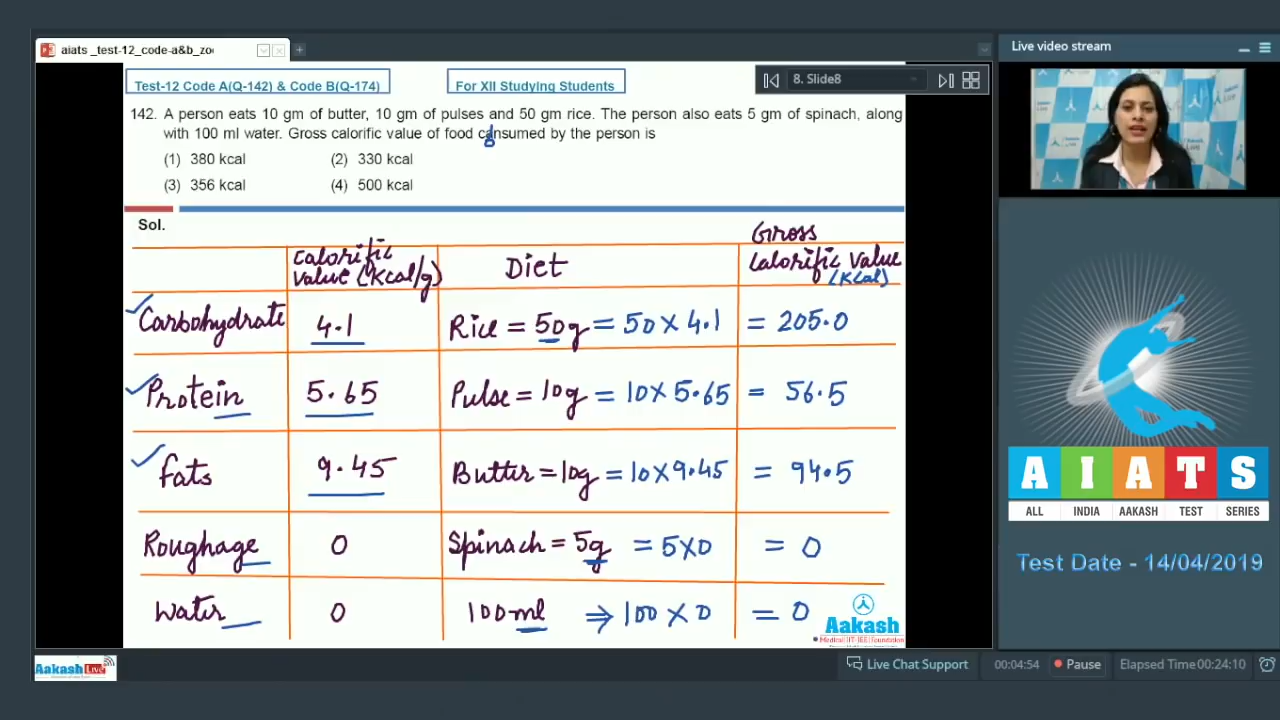 aiats _test-12_code-a&b_zo
8. Slide8
Live video stream
Test-12 Code A(Q-142) & Code B(Q-174)
For XII Studying Students
142. A person eats 10 gm of butter, 10 gm of pulses and 50 gm rice. The person also eats 5 gm of spinach, along
with 100 ml water. Gross calorific value of food consumed by the person is
(1) 380 kcal (2) 330 kcal
(3) 356 kcal (4) 500 kcal
Sol.
Calorific Value (Kcal/g) Diet Gross Calorific Value (KCal)
Carbohydrate 4.1 Rice = 50g = 50 × 4.1 = 205.0
Protein 5.65 Pulse = 10g = 10 × 5.65 = 56.5
Fats 9.45 Butter = 10g = 10 × 9.45 = 94.5
Roughage 0 Spinach = 5g = 5 × 0 = 0
Water 0 100ml ⇒ 100 × 0 = 0
Aakash
Medical|IIT-JEE|Foundation
A I A T S
ALL INDIA AAKASH TEST SERIES
Test Date - 14/04/2019
Aakash Live
Live Chat Support
00:04:54
Pause
Elapsed Time 00:24:10